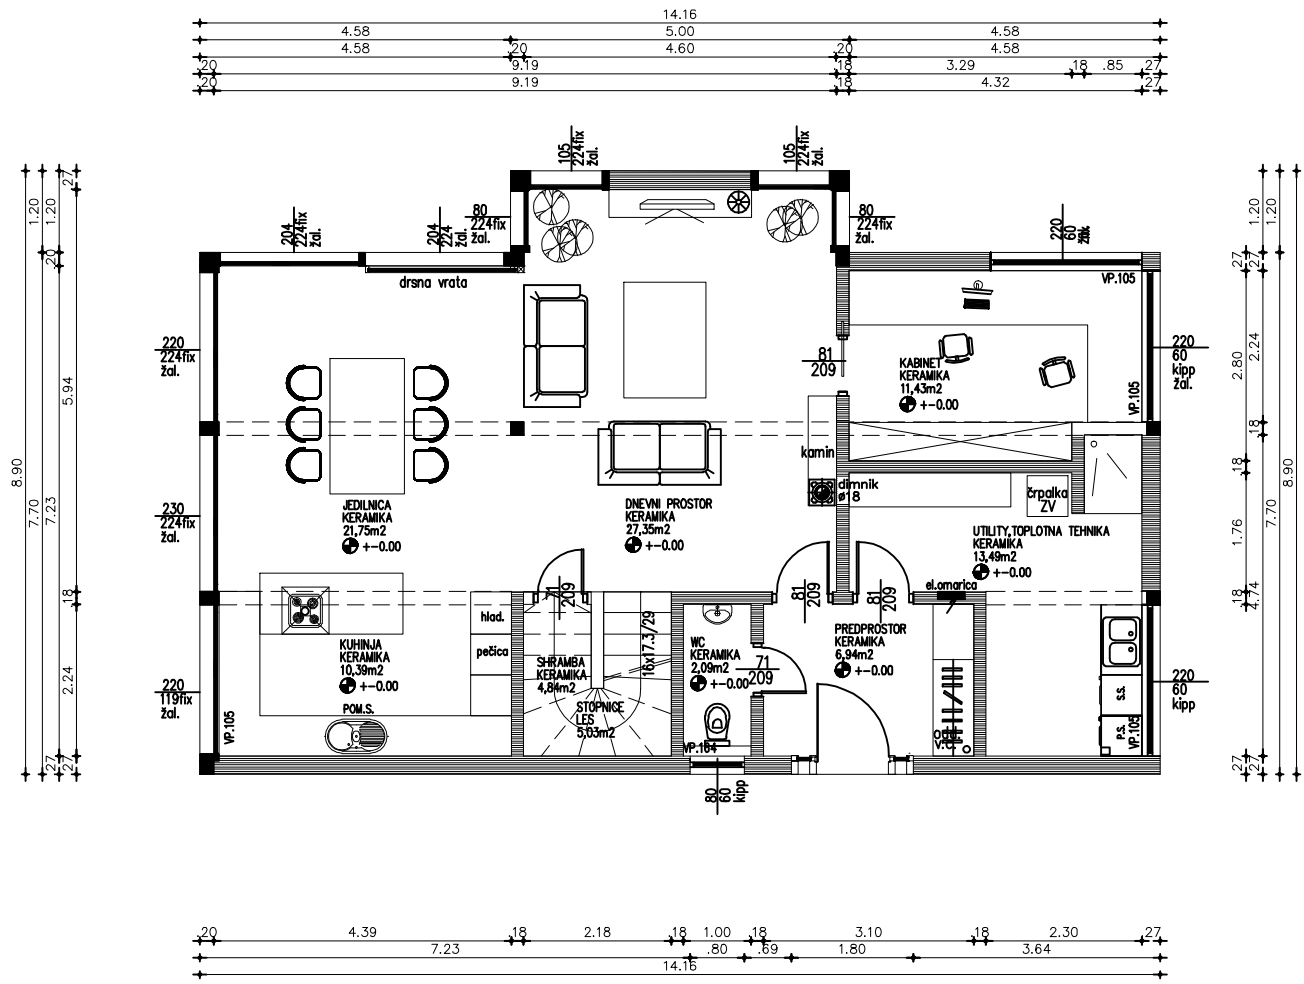 14.16
4.58 5.00 4.58
4.58 .20 4.60 .20 4.58
.20 9.19 .18 3.29 .18 .85 .27
.20 9.19 .18 4.32 .27
105
224fix
žal.
105
224fix
žal.
204
224fix
žal.
204
224
žal.
80
224fix
žal.
80
224fix
žal.
220
60
drsna vrata
VP.105
220
224fix
žal.
81
209
KABINET
KERAMIKA
11,43m2
+-0.00
VP.105
220
60
kipp
žal.
kamin
dimnik
ø18
črpalka
ZV
230
224fix
žal.
JEDILNICA
KERAMIKA
21,75m2
+-0.00
DNEVNI PROSTOR
KERAMIKA
27,35m2
+-0.00
UTILITY,TOPLOTNA TEHNIKA
KERAMIKA
13,49m2
+-0.00
71
209
81
209
81
209
el.omarica
hlad.
pečica
16x17.3/29
KUHINJA
KERAMIKA
10,39m2
+-0.00
SHRAMBA
KERAMIKA
4,84m2
WC
KERAMIKA
2,09m2
+-0.00
71
209
PREDPROSTOR
KERAMIKA
6,94m2
+-0.00
220
119fix
žal.
POM.S.
STOPNICE
LES
5,03m2
VP.105
VP.164
V.C.
S.S.
P.S.
VP.105
220
60
kipp
80
60
kipp
8.90
1.20
7.70
1.20
.20
7.23
.27
.27
5.94
.18
2.24
.27
.27
2.80
.18
1.76
.18
.27
1.20
.27
2.24
.18
4.74
.27
1.20
7.70
8.90
.20 4.39 .18 2.18 .18 1.00 .18 3.10 .18 2.30 .27
7.23 .80 .69 1.80 3.64
14.16